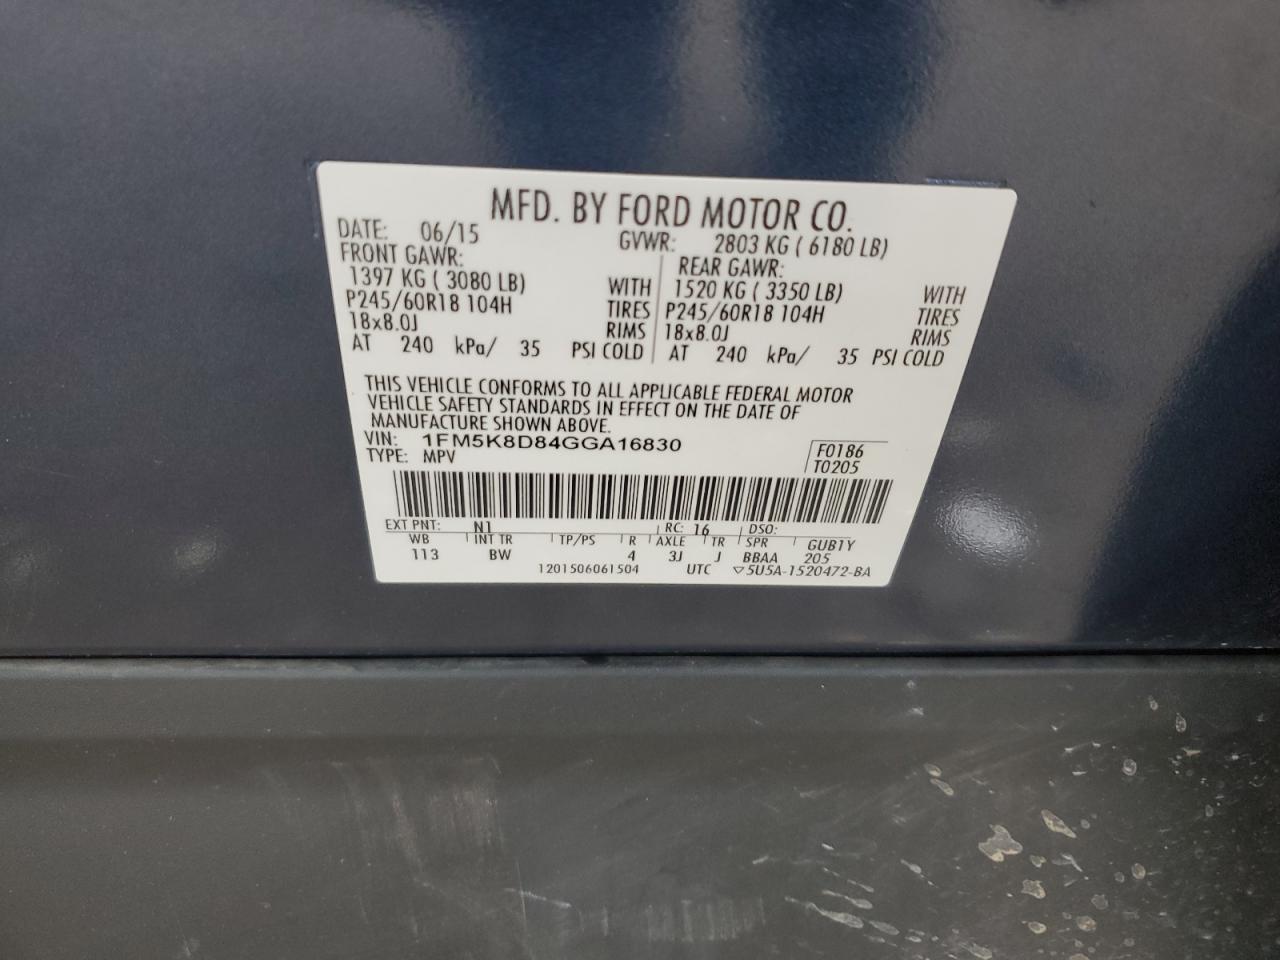 MFD. BY FORD MOTOR CO.
DATE: 06/15 GVWR: 2803 KG ( 6180 LB)
FRONT GAWR: REAR GAWR:
1397 KG ( 3080 LB) WITH 1520 KG ( 3350 LB) WITH
P245/60R18 104H TIRES P245/60R18 104H TIRES
18x8.0J RIMS 18x8.0J RIMS
AT 240 kPa/ 35 PSI COLD AT 240 kPa/ 35 PSI COLD
THIS VEHICLE CONFORMS TO ALL APPLICABLE FEDERAL MOTOR
VEHICLE SAFETY STANDARDS IN EFFECT ON THE DATE OF
MANUFACTURE SHOWN ABOVE.
VIN: 1FM5K8D84GGA16830 F0186
TYPE: MPV T0205
EXT PNT: N1 RC: 16 DSO:
WB INT TR TP/PS R AXLE TR SPR GUB1Y
113 BW 4 3J J BBAA 205
1201506061504 UTC ▽5U5A-1520472-BA